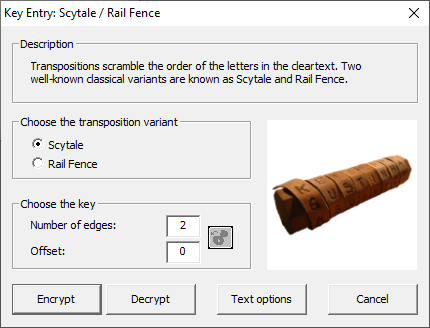 Key Entry: Scytale / Rail Fence
Description
Transpositions scramble the order of the letters in the cleartext. Two
well-known classical variants are known as Scytale and Rail Fence.
Choose the transposition variant
Scytale
Rail Fence
Choose the key
Number of edges: 2
Offset: 0
Encrypt Decrypt Text options Cancel